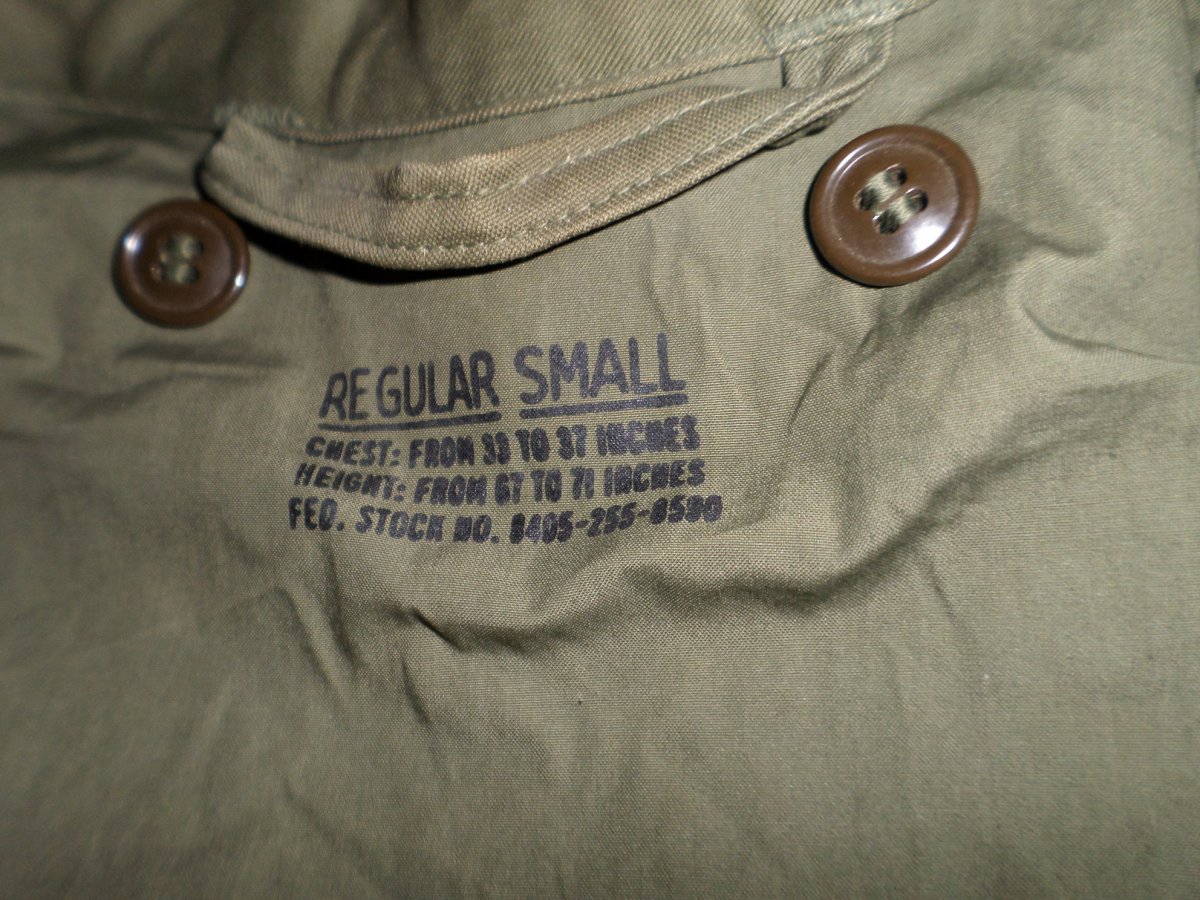 REGULAR SMALL
CHEST: FROM 33 TO 37 INCHES
HEIGHT: FROM 67 TO 71 INCHES
FED. STOCK NO. 8405-255-8590